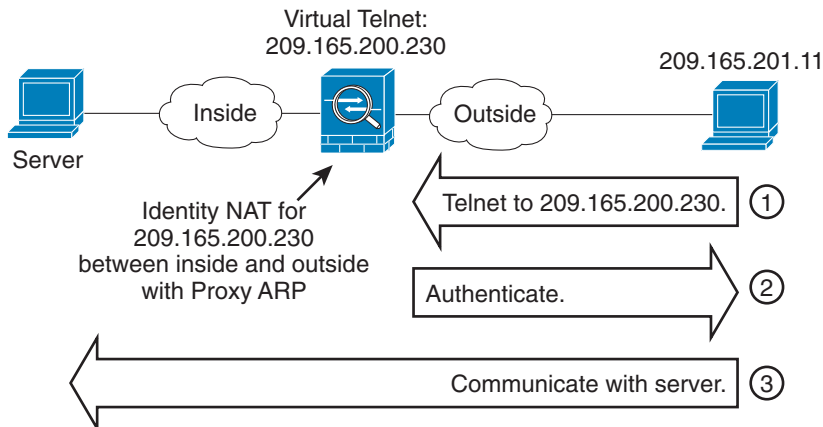 Virtual Telnet:
209.165.200.230
209.165.201.11
Inside
Outside
Server
Identity NAT for
209.165.200.230
between inside and outside
with Proxy ARP
Telnet to 209.165.200.230.
1
Authenticate.
2
Communicate with server.
3